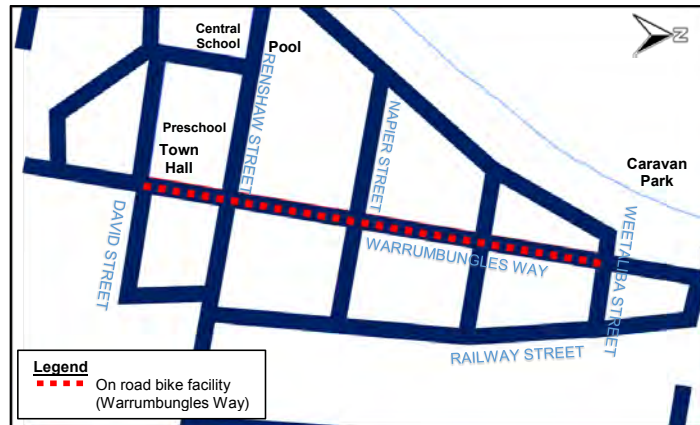 Central
School
Pool
N
RENSHAW STREET
NAPIER STREET
Preschool
Town
Hall
Caravan
Park
DAVID STREET
WARRUMBUNGLES WAY
WEETALIBA STREET
RAILWAY STREET
Legend
On road bike facility
(Warrumbungles Way)